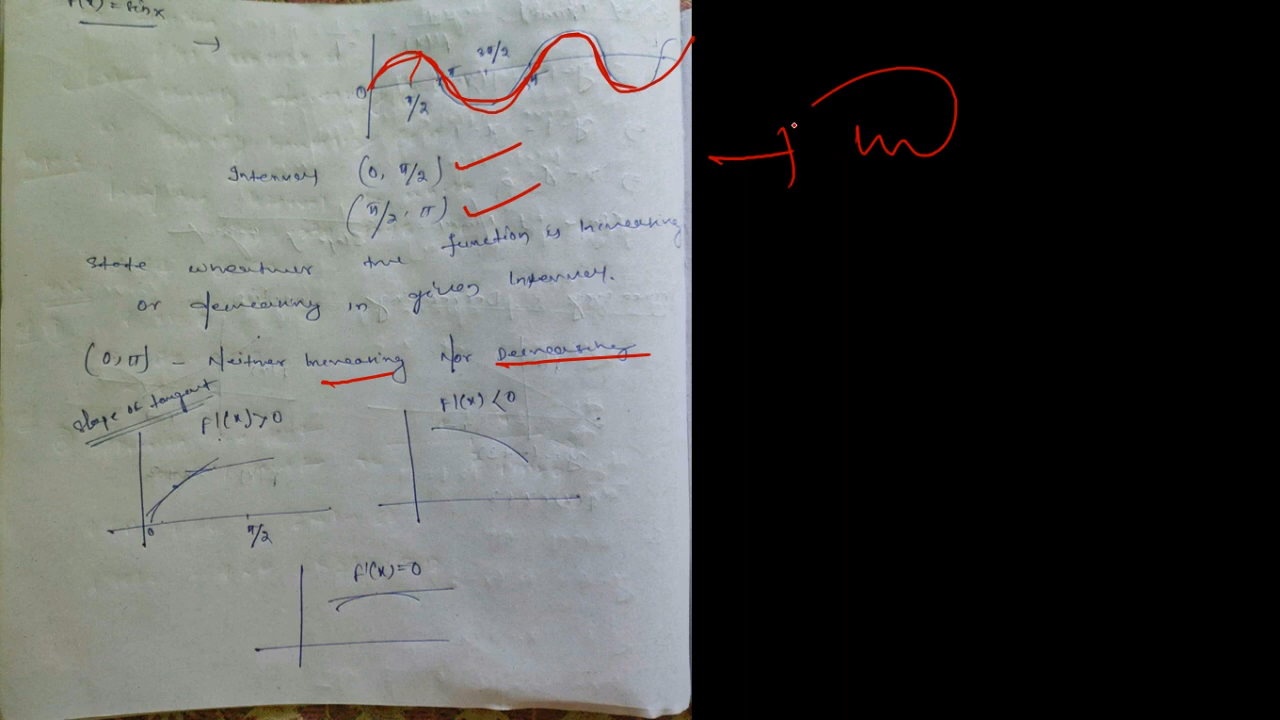 f(x) = sin x
→
3π/2
0 π/2 π π
Interval (0, π/2)
(π/2, π)
State wheather the function is Increasing
or decreasing in given Interval.
(0, π) - Neither Increasing Nor Decreasing
Slope of tangent
f'(x) > 0
f'(x) < 0
0 π/2
f'(x) = 0